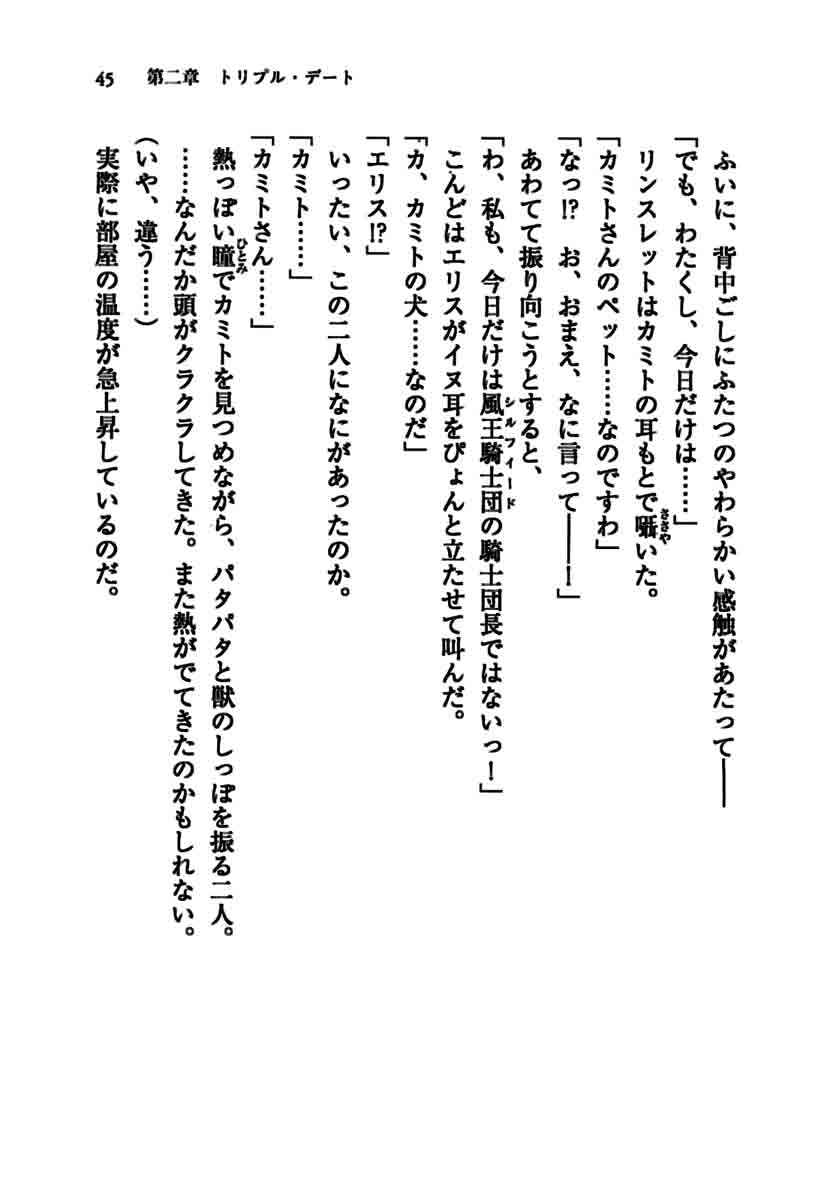 45 第二章 トリプル・デート
ふいに、背中ごしにふたつのやわらかい感触があたって――
「でも、わたくし、今日だけは……」
リンスレットはカミトの耳もとで囁いた。
ささや
「カミトさんのペット……なのですわ」
「なっ!? お、おまえ、なに言って――！」
あわてて振り向こうとすると、
「わ、私も、今日だけは風王騎士団の騎士団長ではないっ！」
シルフィード
こんどはエリスがイヌ耳をぴょんと立たせて叫んだ。
「カ、カミトの犬……なのだ」
「エリス!?」
いったい、この二人になにがあったのか。
「カミト……」
「カミトさん……」
熱っぽい瞳でカミトを見つめながら、パタパタと獣のしっぽを振る二人。
ひとみ
……なんだか頭がクラクラしてきた。また熱がでてきたのかもしれない。
（いや、違う……）
実際に部屋の温度が急上昇しているのだ。